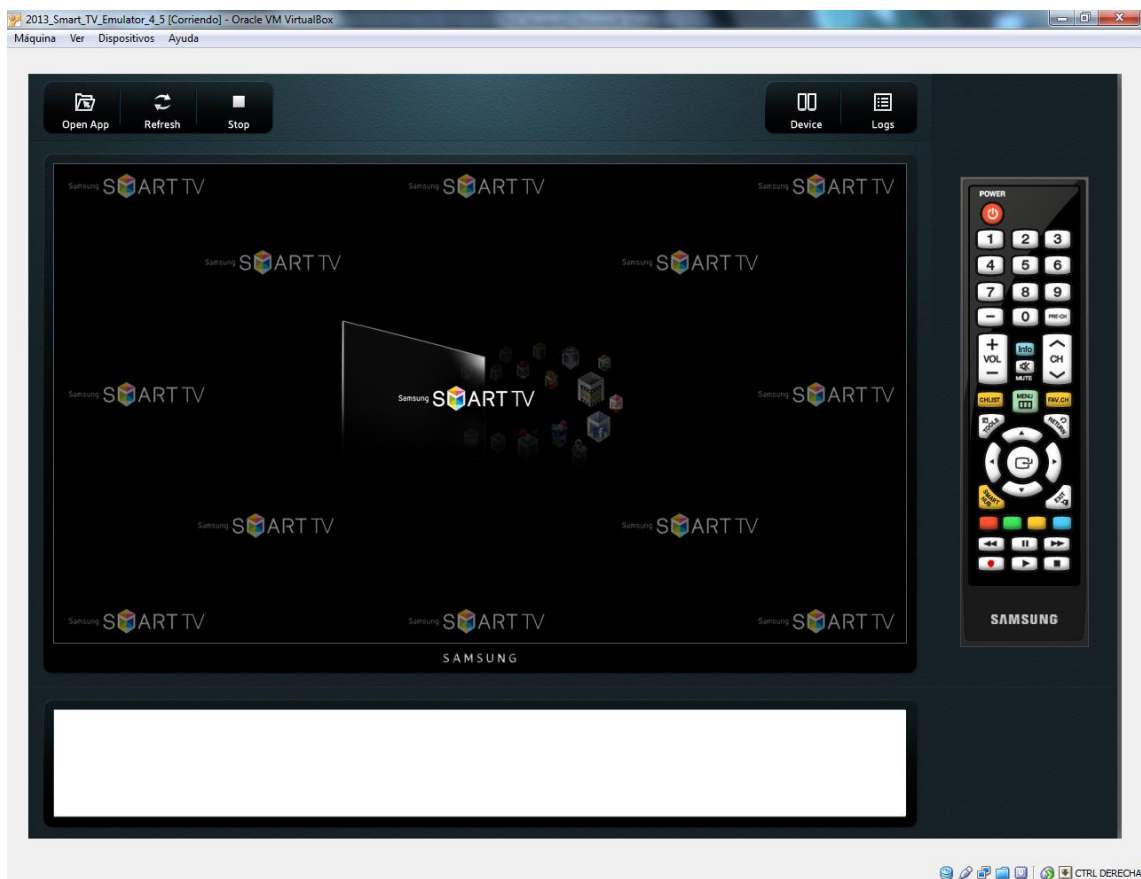 2013_Smart_TV_Emulator_4_5 [Corriendo] - Oracle VM VirtualBox
Máquina Ver Dispositivos Ayuda
Open App Refresh Stop Device Logs
Samsung SMART TV Samsung SMART TV Samsung SMART TV
Samsung SMART TV Samsung SMART TV
Samsung SMART TV Samsung SMART TV Samsung SMART TV
Samsung SMART TV Samsung SMART TV
Samsung SMART TV Samsung SMART TV Samsung SMART TV
SAMSUNG
POWER
1 2 3
4 5 6
7 8 9
- 0 PRE-CH
+
VOL Info CH
- MUTE
CH.LIST MENU FAV.CH
TOOLS RETURN
SMART HUB EXIT
SAMSUNG
CTRL DERECHA